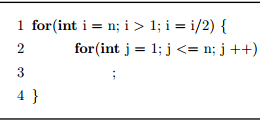 1 for(int i = n; i > 1; i = i/2) {
2 for(int j = 1; j <= n; j ++)
3 ;
4 }